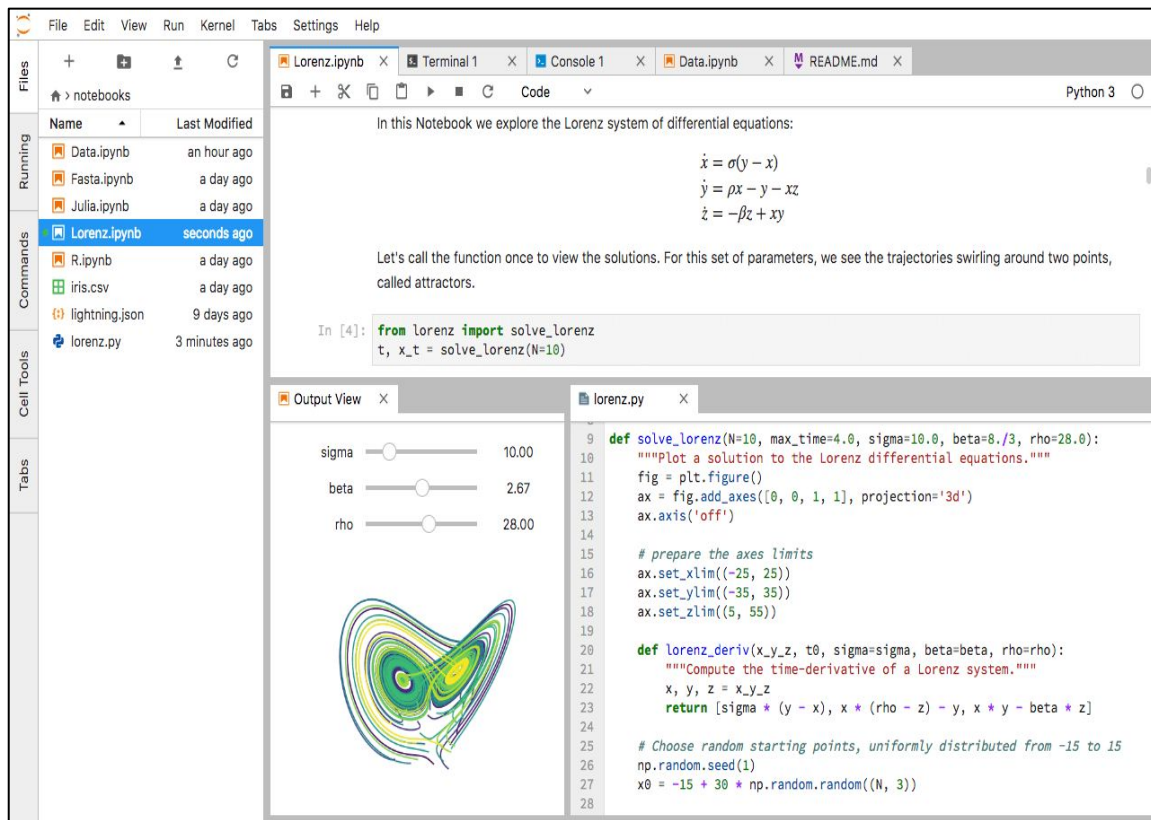 File Edit View Run Kernel Tabs Settings Help
Files
Running
Commands
Cell Tools
Tabs
> notebooks
Name Last Modified
Data.ipynb an hour ago
Fasta.ipynb a day ago
Julia.ipynb a day ago
Lorenz.ipynb seconds ago
R.ipynb a day ago
iris.csv a day ago
lightning.json 9 days ago
lorenz.py 3 minutes ago
Lorenz.ipynb Terminal 1 Console 1 Data.ipynb README.md
Code Python 3
In this Notebook we explore the Lorenz system of differential equations:
ẋ = σ(y − x)
ẏ = ρx − y − xz
ż = −βz + xy
Let's call the function once to view the solutions. For this set of parameters, we see the trajectories swirling around two points,
called attractors.
In [4]: from lorenz import solve_lorenz
t, x_t = solve_lorenz(N=10)
Output View
sigma 10.00
beta 2.67
rho 28.00
lorenz.py
9 def solve_lorenz(N=10, max_time=4.0, sigma=10.0, beta=8./3, rho=28.0):
10 """Plot a solution to the Lorenz differential equations."""
11 fig = plt.figure()
12 ax = fig.add_axes([0, 0, 1, 1], projection='3d')
13 ax.axis('off')
14
15 # prepare the axes limits
16 ax.set_xlim((-25, 25))
17 ax.set_ylim((-35, 35))
18 ax.set_zlim((5, 55))
19
20 def lorenz_deriv(x_y_z, t0, sigma=sigma, beta=beta, rho=rho):
21 """Compute the time-derivative of a Lorenz system."""
22 x, y, z = x_y_z
23 return [sigma * (y - x), x * (rho - z) - y, x * y - beta * z]
24
25 # Choose random starting points, uniformly distributed from -15 to 15
26 np.random.seed(1)
27 x0 = -15 + 30 * np.random.random((N, 3))
28